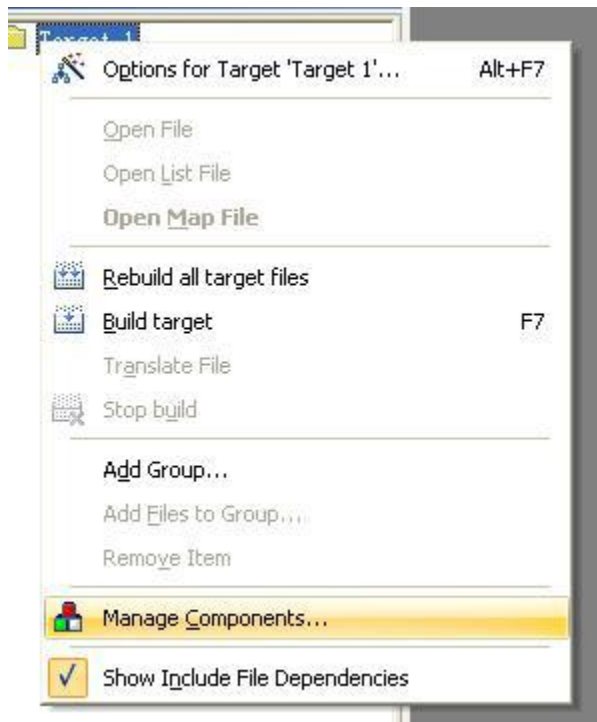 Target 1
Options for Target 'Target 1'... Alt+F7
Open File
Open List File
Open Map File
Rebuild all target files
Build target F7
Translate File
Stop build
Add Group...
Add Files to Group...
Remove Item
Manage Components...
Show Include File Dependencies